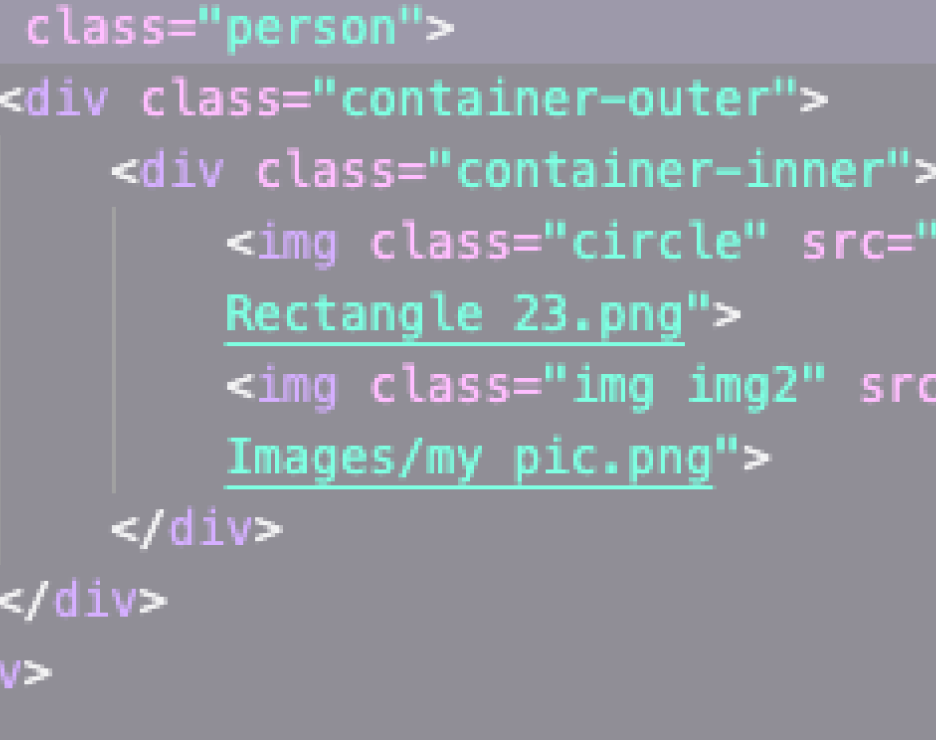 class="person">
<div class="container-outer">
<div class="container-inner">
<img class="circle" src="
Rectangle 23.png">
<img class="img img2" src
Images/my pic.png">
</div>
</div>
v>